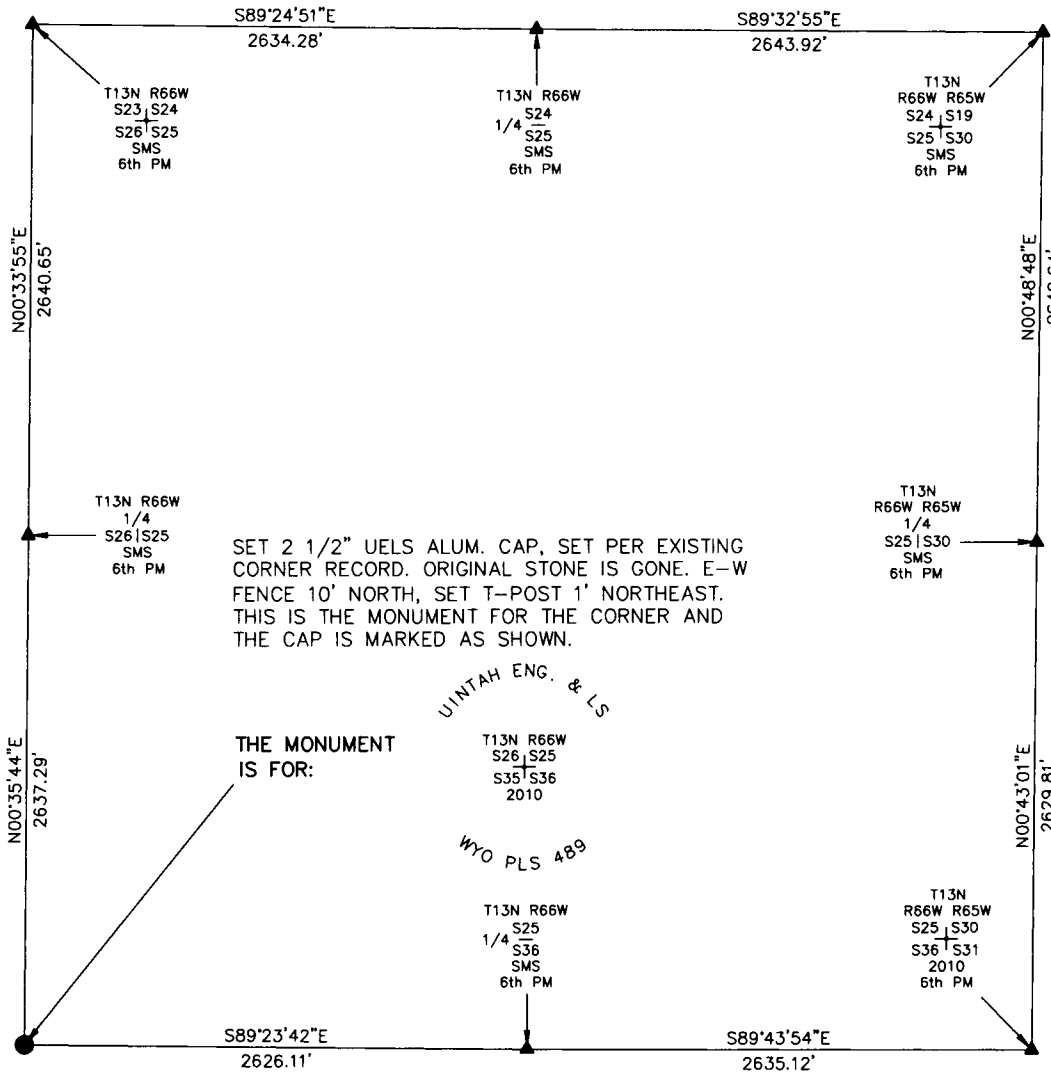 S89°24'51"E
2634.28'
S89°32'55"E
2643.92'
T13N R66W
S23 S24
S26 S25
SMS
6th PM
T13N R66W
1/4 S24
S25
SMS
6th PM
T13N
R66W R65W
S24 S19
S25 S30
SMS
6th PM
N00°33'55"E
2640.65'
N00°48'48"E
T13N R66W
1/4
S26|S25
SMS
6th PM
T13N
R66W R65W
1/4
S25|S30
SMS
6th PM
SET 2 1/2" UELS ALUM. CAP, SET PER EXISTING
CORNER RECORD. ORIGINAL STONE IS GONE. E-W
FENCE 10' NORTH, SET T-POST 1' NORTHEAST.
THIS IS THE MONUMENT FOR THE CORNER AND
THE CAP IS MARKED AS SHOWN.
UINTAH ENG. & LS
T13N R66W
S26 S25
S35 S36
2010
WYO PLS 489
THE MONUMENT
IS FOR:
N00°35'44"E
2637.29'
N00°43'01"E
2629.81'
T13N R66W
1/4 S25
S36
SMS
6th PM
T13N
R66W R65W
S25 S30
S36 S31
2010
6th PM
S89°23'42"E
2626.11'
S89°43'54"E
2635.12'